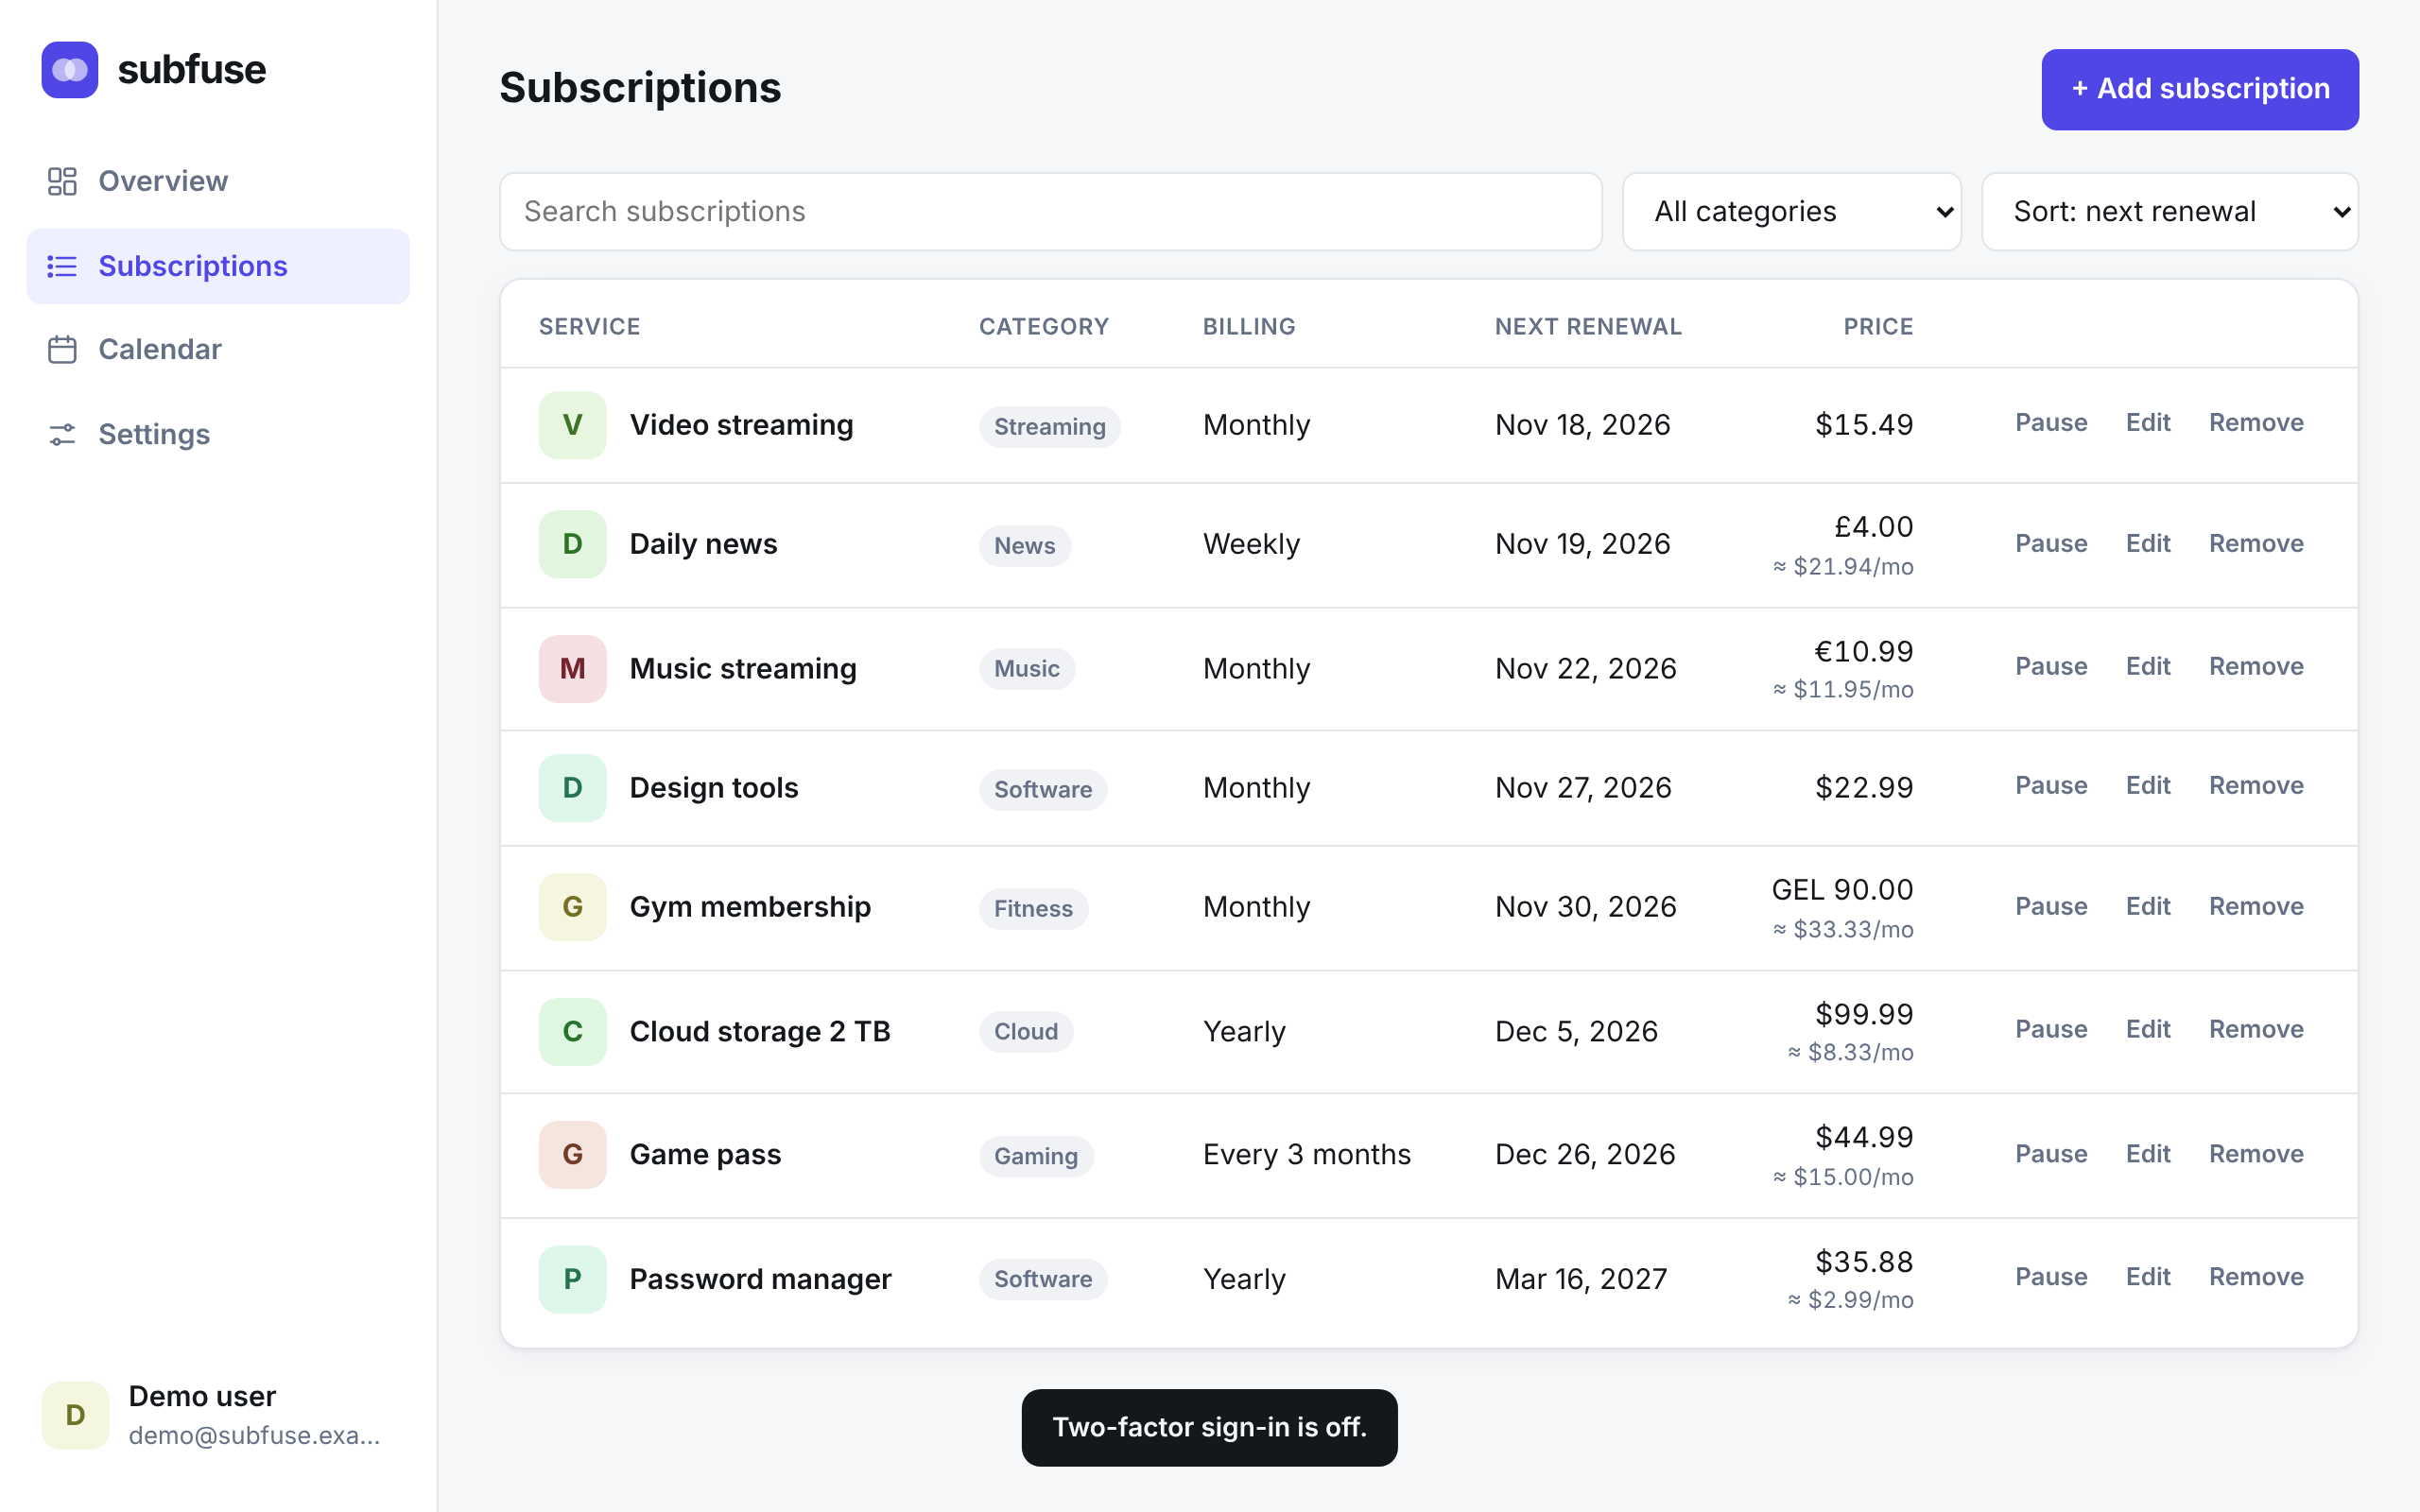 subfuse
Overview
Subscriptions
Calendar
Settings
D
Demo user
demo@subfuse.exa...
Subscriptions
+ Add subscription
Search subscriptions
All categories
Sort: next renewal
SERVICE CATEGORY BILLING NEXT RENEWAL PRICE
V Video streaming Streaming Monthly Nov 18, 2026 $15.49 Pause Edit Remove
D Daily news News Weekly Nov 19, 2026 £4.00 Pause Edit Remove
≈ $21.94/mo
M Music streaming Music Monthly Nov 22, 2026 €10.99 Pause Edit Remove
≈ $11.95/mo
D Design tools Software Monthly Nov 27, 2026 $22.99 Pause Edit Remove
G Gym membership Fitness Monthly Nov 30, 2026 GEL 90.00 Pause Edit Remove
≈ $33.33/mo
C Cloud storage 2 TB Cloud Yearly Dec 5, 2026 $99.99 Pause Edit Remove
≈ $8.33/mo
G Game pass Gaming Every 3 months Dec 26, 2026 $44.99 Pause Edit Remove
≈ $15.00/mo
P Password manager Software Yearly Mar 16, 2027 $35.88 Pause Edit Remove
≈ $2.99/mo
Two-factor sign-in is off.